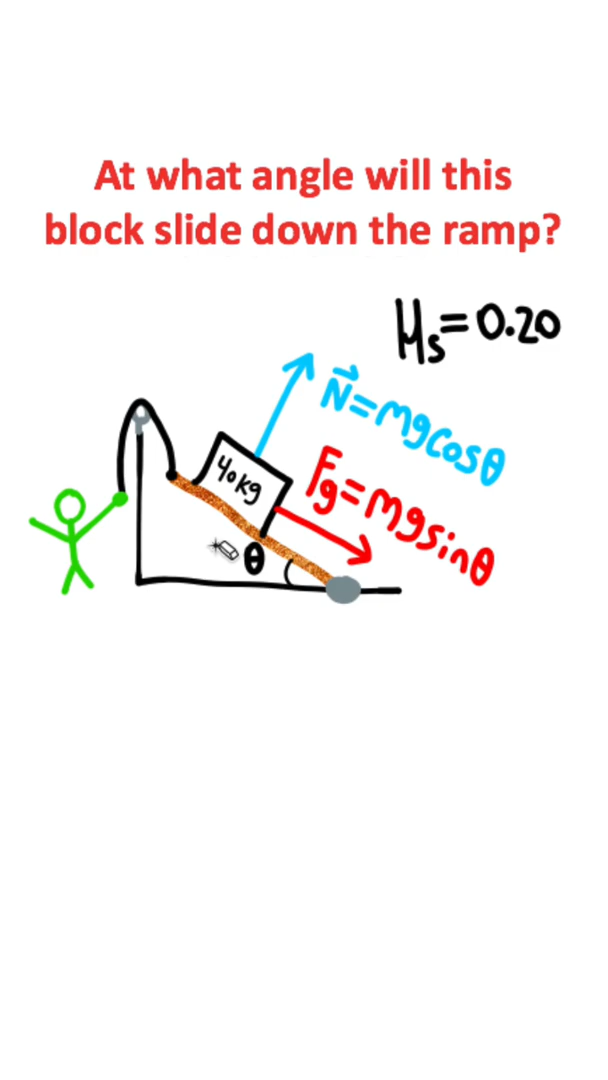 At what angle will this
block slide down the ramp?
μs=0.20
N⃗=mgcosθ
Fg=mgsinθ
40kg
θ